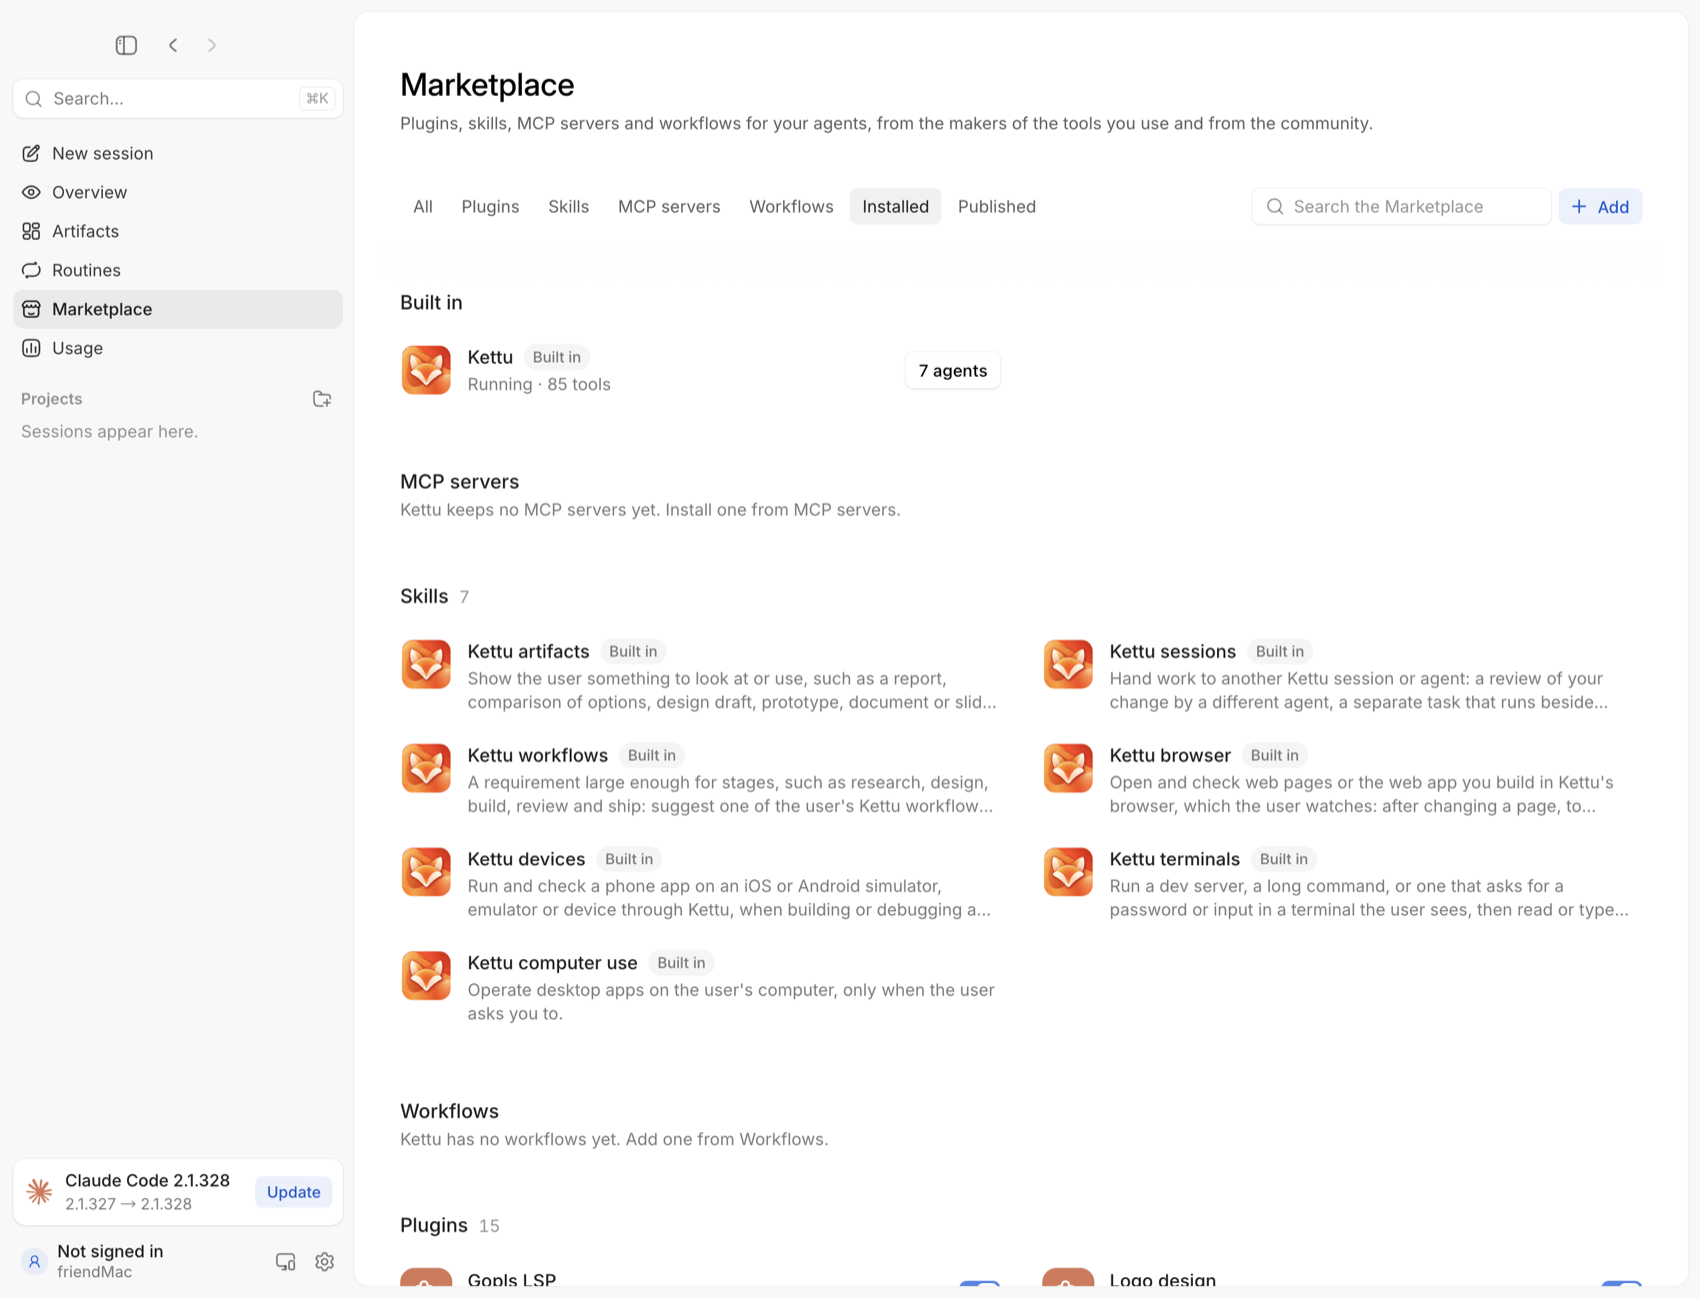 Search...
⌘K
New session
Overview
Artifacts
Routines
Marketplace
Usage
Projects
Sessions appear here.
Claude Code 2.1.328
2.1.327 → 2.1.328
Update
Not signed in
friendMac
Marketplace
Plugins, skills, MCP servers and workflows for your agents, from the makers of the tools you use and from the community.
All Plugins Skills MCP servers Workflows Installed Published
Search the Marketplace
+ Add
Built in
Kettu Built in
Running · 85 tools
7 agents
MCP servers
Kettu keeps no MCP servers yet. Install one from MCP servers.
Skills 7
Kettu artifacts Built in
Show the user something to look at or use, such as a report,
comparison of options, design draft, prototype, document or slid...
Kettu sessions Built in
Hand work to another Kettu session or agent: a review of your
change by a different agent, a separate task that runs beside...
Kettu workflows Built in
A requirement large enough for stages, such as research, design,
build, review and ship: suggest one of the user's Kettu workflow...
Kettu browser Built in
Open and check web pages or the web app you build in Kettu's
browser, which the user watches: after changing a page, to...
Kettu devices Built in
Run and check a phone app on an iOS or Android simulator,
emulator or device through Kettu, when building or debugging a...
Kettu terminals Built in
Run a dev server, a long command, or one that asks for a
password or input in a terminal the user sees, then read or type...
Kettu computer use Built in
Operate desktop apps on the user's computer, only when the user
asks you to.
Workflows
Kettu has no workflows yet. Add one from Workflows.
Plugins 15
Gopls LSP
Logo design